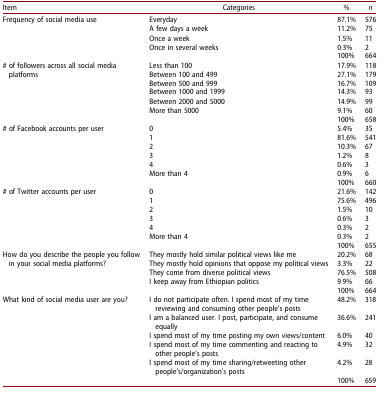 Item Categories % n
Frequency of social media use Everyday 87.1% 576
A few days a week 11.2% 75
Once a week 1.5% 11
Once in several weeks 0.3% 2
100% 664
# of followers across all social media Less than 100 17.9% 118
platforms Between 100 and 499 27.1% 179
Between 500 and 999 16.7% 109
Between 1000 and 1999 14.3% 93
Between 2000 and 5000 14.9% 99
More than 5000 9.1% 60
100% 658
# of Facebook accounts per user 0 5.4% 35
1 81.6% 541
2 10.3% 67
3 1.2% 8
4 0.6% 3
More than 4 0.9% 6
100% 660
# of Twitter accounts per user 0 21.6% 142
1 75.6% 496
2 1.5% 10
3 0.6% 3
4 0.3% 2
More than 4 0.3% 2
100% 655
How do you describe the people you follow They mostly hold similar political views like me 20.2% 68
in your social media platforms? They mostly hold opinions that oppose my political views 3.3% 22
They come from diverse political views 76.5% 508
I keep away from Ethiopian politics 9.9% 66
100% 664
What kind of social media user are you? I do not participate often. I spend most of my time 48.2% 318
reviewing and consuming other people's posts
I am a balanced user. I post, participate, and consume 36.6% 241
equally
I spend most of my time posting my own views/content 6.0% 40
I spend most of my time commenting and reacting to 4.9% 32
other people's posts
I spend most of my time sharing/retweeting other 4.2% 28
people's/organization's posts
100% 659